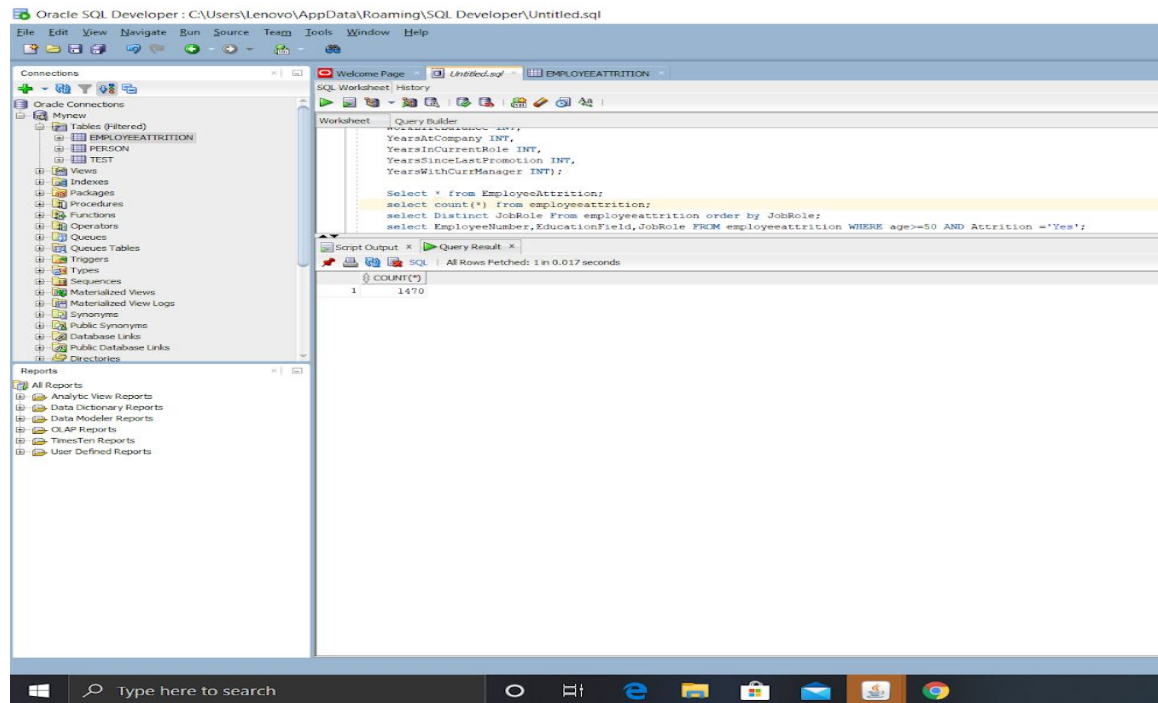 Oracle SQL Developer : C:\Users\Lenovo\AppData\Roaming\SQL Developer\Untitled.sql
File Edit View Navigate Run Source Team Tools Window Help
Connections
Oracle Connections
Mynew
Tables (Filtered)
EMPLOYEEATTRITION
PERSON
TEST
Views
Indexes
Packages
Procedures
Functions
Operators
Queues
Queues Tables
Triggers
Types
Sequences
Materialized Views
Materialized View Logs
Synonyms
Public Synonyms
Database Links
Public Database Links
Directories
Reports
All Reports
Analytic View Reports
Data Dictionary Reports
Data Modeler Reports
OLAP Reports
TimesTen Reports
User Defined Reports
Welcome Page Untitled.sql EMPLOYEEATTRITION
SQL Worksheet History
Worksheet Query Builder
WorkLifeBalance INT,
YearsAtCompany INT,
YearsInCurrentRole INT,
YearsSinceLastPromotion INT,
YearsWithCurrManager INT);
Select * from EmployeeAttrition;
select count(*) from employeeattrition;
select Distinct JobRole From employeeattrition order by JobRole;
select EmployeeNumber,EducationField,JobRole FROM employeeattrition WHERE age>=50 AND Attrition ='Yes';
Script Output Query Result
SQL | All Rows Fetched: 1 in 0.017 seconds
COUNT(*)
1 1470
Type here to search